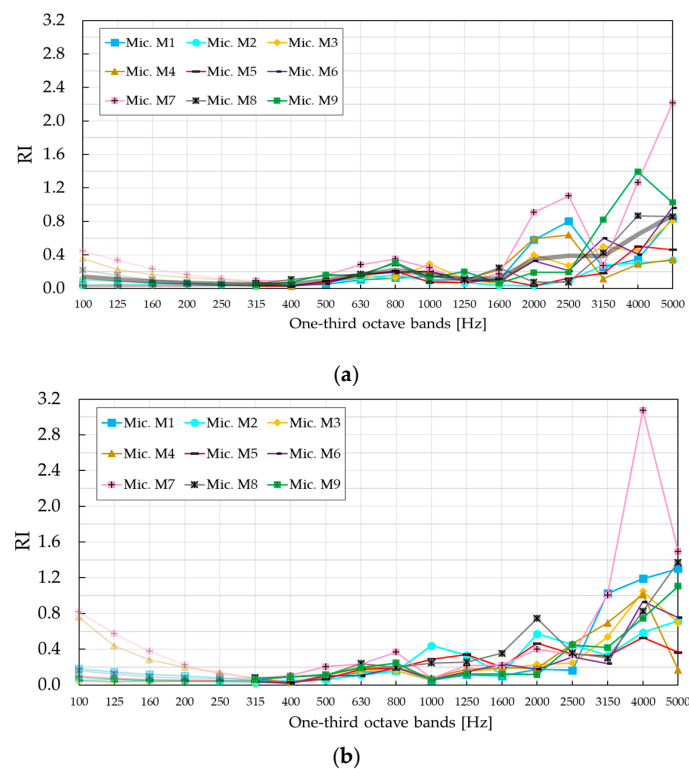 (a)
3.2
2.8
2.4
2.0
1.6
1.2
0.8
0.4
0.0
RI
Mic. M1 Mic. M2 Mic. M3
Mic. M4 Mic. M5 Mic. M6
Mic. M7 Mic. M8 Mic. M9
100 125 160 200 250 315 400 500 630 800 1000 1250 1600 2000 2500 3150 4000 5000
One-third octave bands [Hz]
(a)
3.2
2.8
2.4
2.0
1.6
1.2
0.8
0.4
0.0
RI
Mic. M1 Mic. M2 Mic. M3
Mic. M4 Mic. M5 Mic. M6
Mic. M7 Mic. M8 Mic. M9
100 125 160 200 250 315 400 500 630 800 1000 1250 1600 2000 2500 3150 4000 5000
One-third octave bands [Hz]
(b)